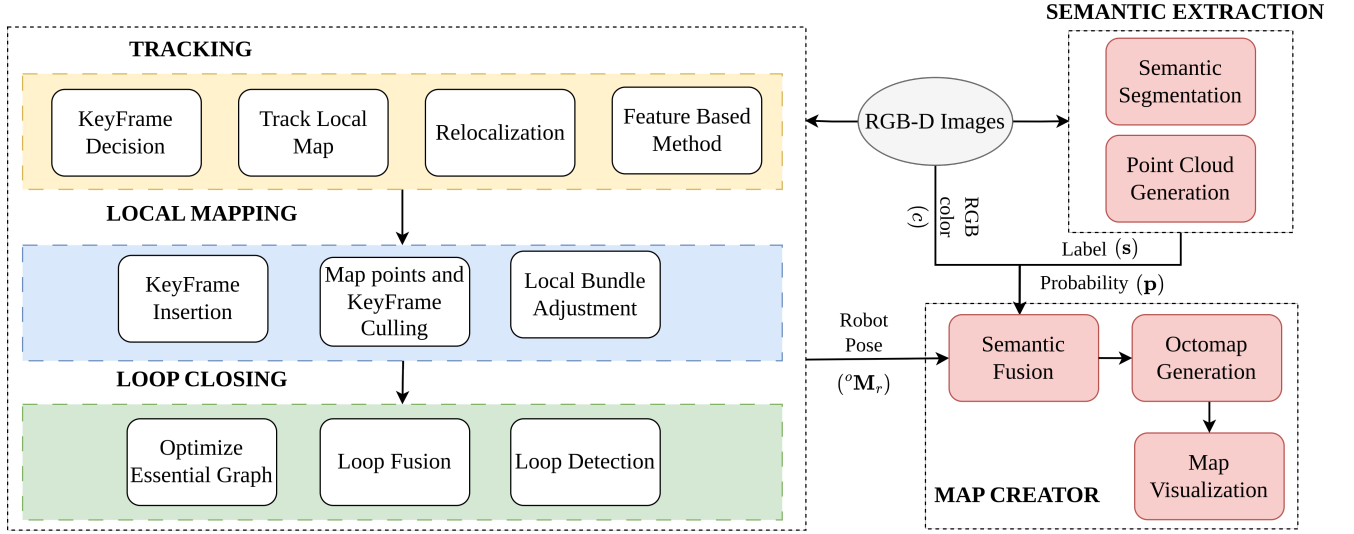 SEMANTIC EXTRACTION
TRACKING
KeyFrame
Decision
Track Local
Map
Relocalization
Feature Based
Method
RGB-D Images
Semantic
Segmentation
Point Cloud
Generation
LOCAL MAPPING
KeyFrame
Insertion
Map points and
KeyFrame
Culling
Local Bundle
Adjustment
RGB
color
(c)
Label (s)
Probability (p)
LOOP CLOSING
Optimize
Essential Graph
Loop Fusion
Loop Detection
Robot
Pose
(ᵒMᵣ)
Semantic
Fusion
Octomap
Generation
Map
Visualization
MAP CREATOR